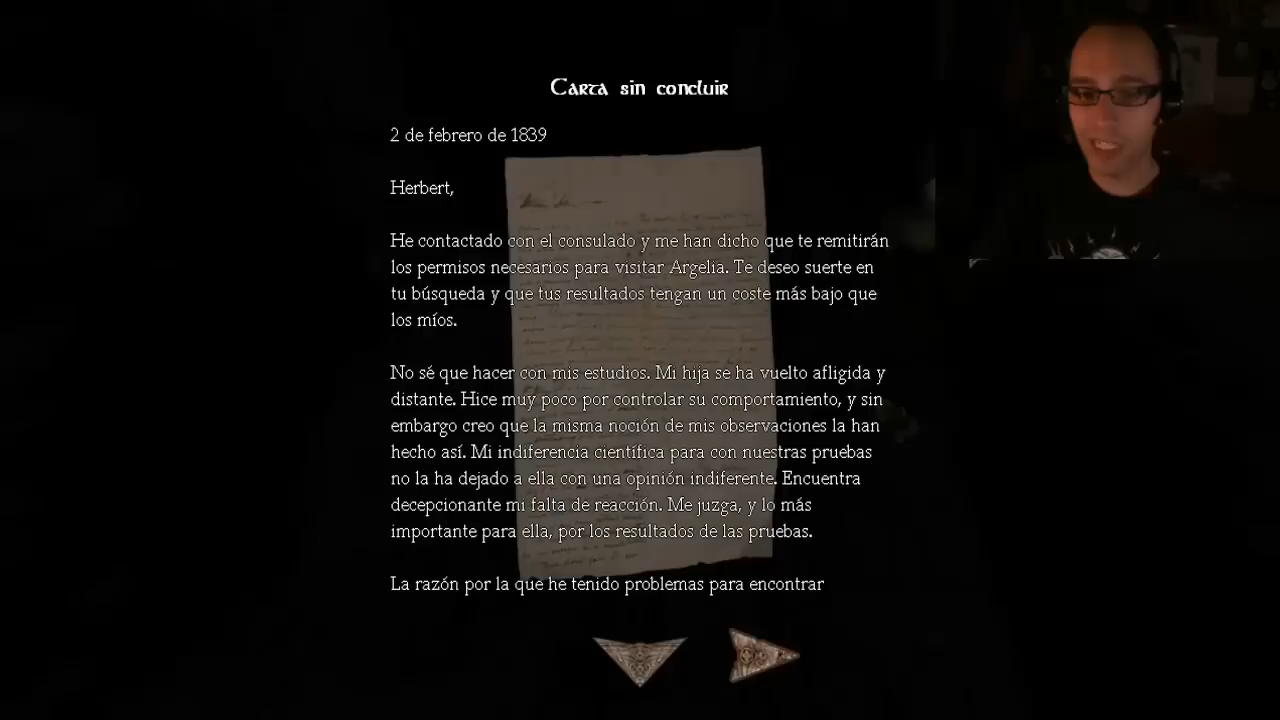 Carta sin concluir
2 de febrero de 1839
Herbert,
He contactado con el consulado y me han dicho que te remitirán
los permisos necesarios para visitar Argelia. Te deseo suerte en
tu búsqueda y que tus resultados tengan un coste más bajo que
los míos.
No sé que hacer con mis estudios. Mi hija se ha vuelto afligida y
distante. Hice muy poco por controlar su comportamiento, y sin
embargo creo que la misma noción de mis observaciones la han
hecho así. Mi indiferencia científica para con nuestras pruebas
no la ha dejado a ella con una opinión indiferente. Encuentra
decepcionante mi falta de reacción. Me juzga, y lo más
importante para ella, por los resultados de las pruebas.
La razón por la que he tenido problemas para encontrar